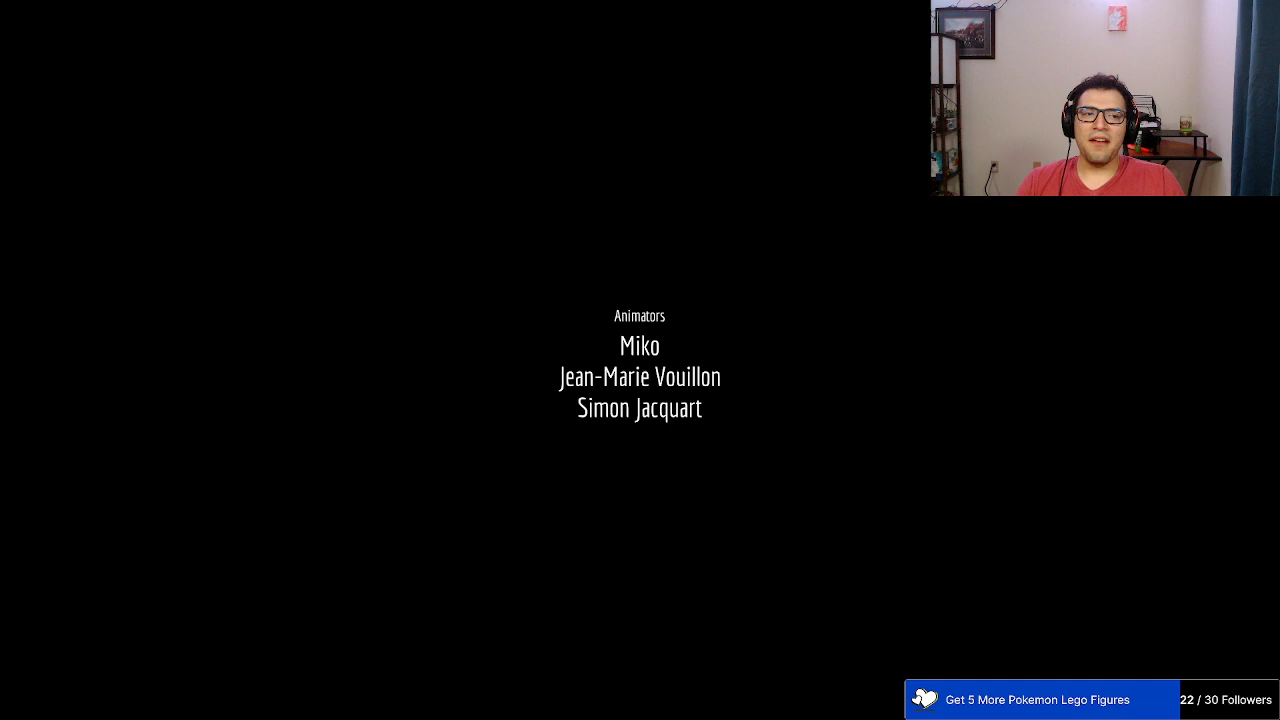 Animators
Miko
Jean-Marie Vouillon
Simon Jacquart
Get 5 More Pokemon Lego Figures
22 / 30 Followers